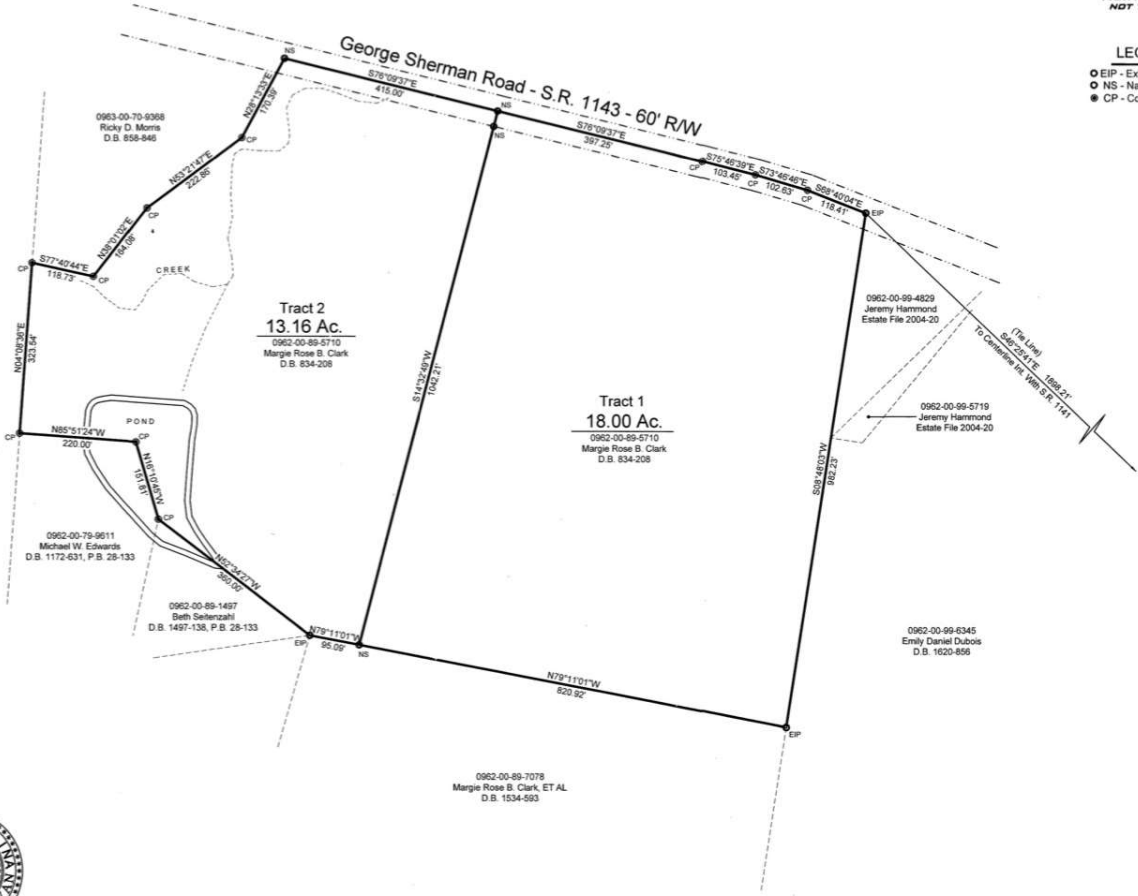 NOT
George Sherman Road - S.R. 1143 - 60' R/W
O EIP - Ex
O NS - Na
CP - Co
NS
S76°09'37"E
415.00'
NS
NS
S76°09'37"E
397.25'
CP
S75°46'39"E
103.45'
CP
S73°46'46"E
102.63'
CP
S68°40'04"E
118.41'
EIP
0963-00-70-9368
Ricky D. Morris
D.B. 858-846
N28°13'33"E
170.39'
CP
N53°21'47"E
222.86'
CP
N38°01'02"E
164.08'
CP
S77°40'44"E
118.73'
CP
CREEK
Tract 2
13.16 Ac.
0962-00-89-5710
Margie Rose B. Clark
D.B. 834-208
N04°08'36"E
323.54'
S14°32'49"W
1042.21'
Tract 1
18.00 Ac.
0962-00-89-5710
Margie Rose B. Clark
D.B. 834-208
0962-00-99-4829
Jeremy Hammond
Estate File 2004-20
(Tie Line)
S46°25'41"E 1898.21'
To Centerline Int. With S.R. 1141
0962-00-99-5719
Jeremy Hammond
Estate File 2004-20
S08°48'03"W
982.23'
POND
CP
N85°51'24"W
220.00'
CP
N16°10'45"W
151.81'
CP
0962-00-79-9611
Michael W. Edwards
D.B. 1172-631, P.B. 28-133
N52°34'27"W
360.00'
0962-00-89-1497
Beth Seitenzahl
D.B. 1497-138, P.B. 28-133
EIP
N79°11'01"W
95.09'
NS
N79°11'01"W
820.92'
EIP
0962-00-99-6345
Emily Daniel Dubois
D.B. 1620-856
0962-00-89-7078
Margie Rose B. Clark, ET AL
D.B. 1534-593